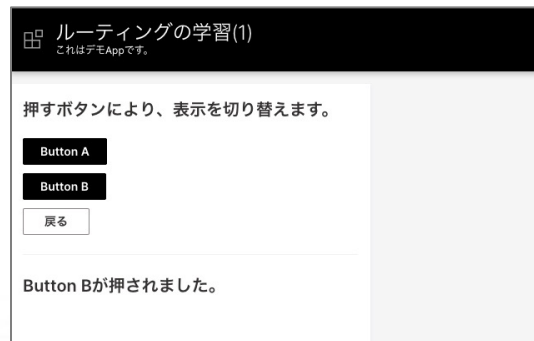 ルーティングの学習(1)
これはデモAppです。
押すボタンにより、表示を切り替えます。
Button A
Button B
戻る
Button Bが押されました。